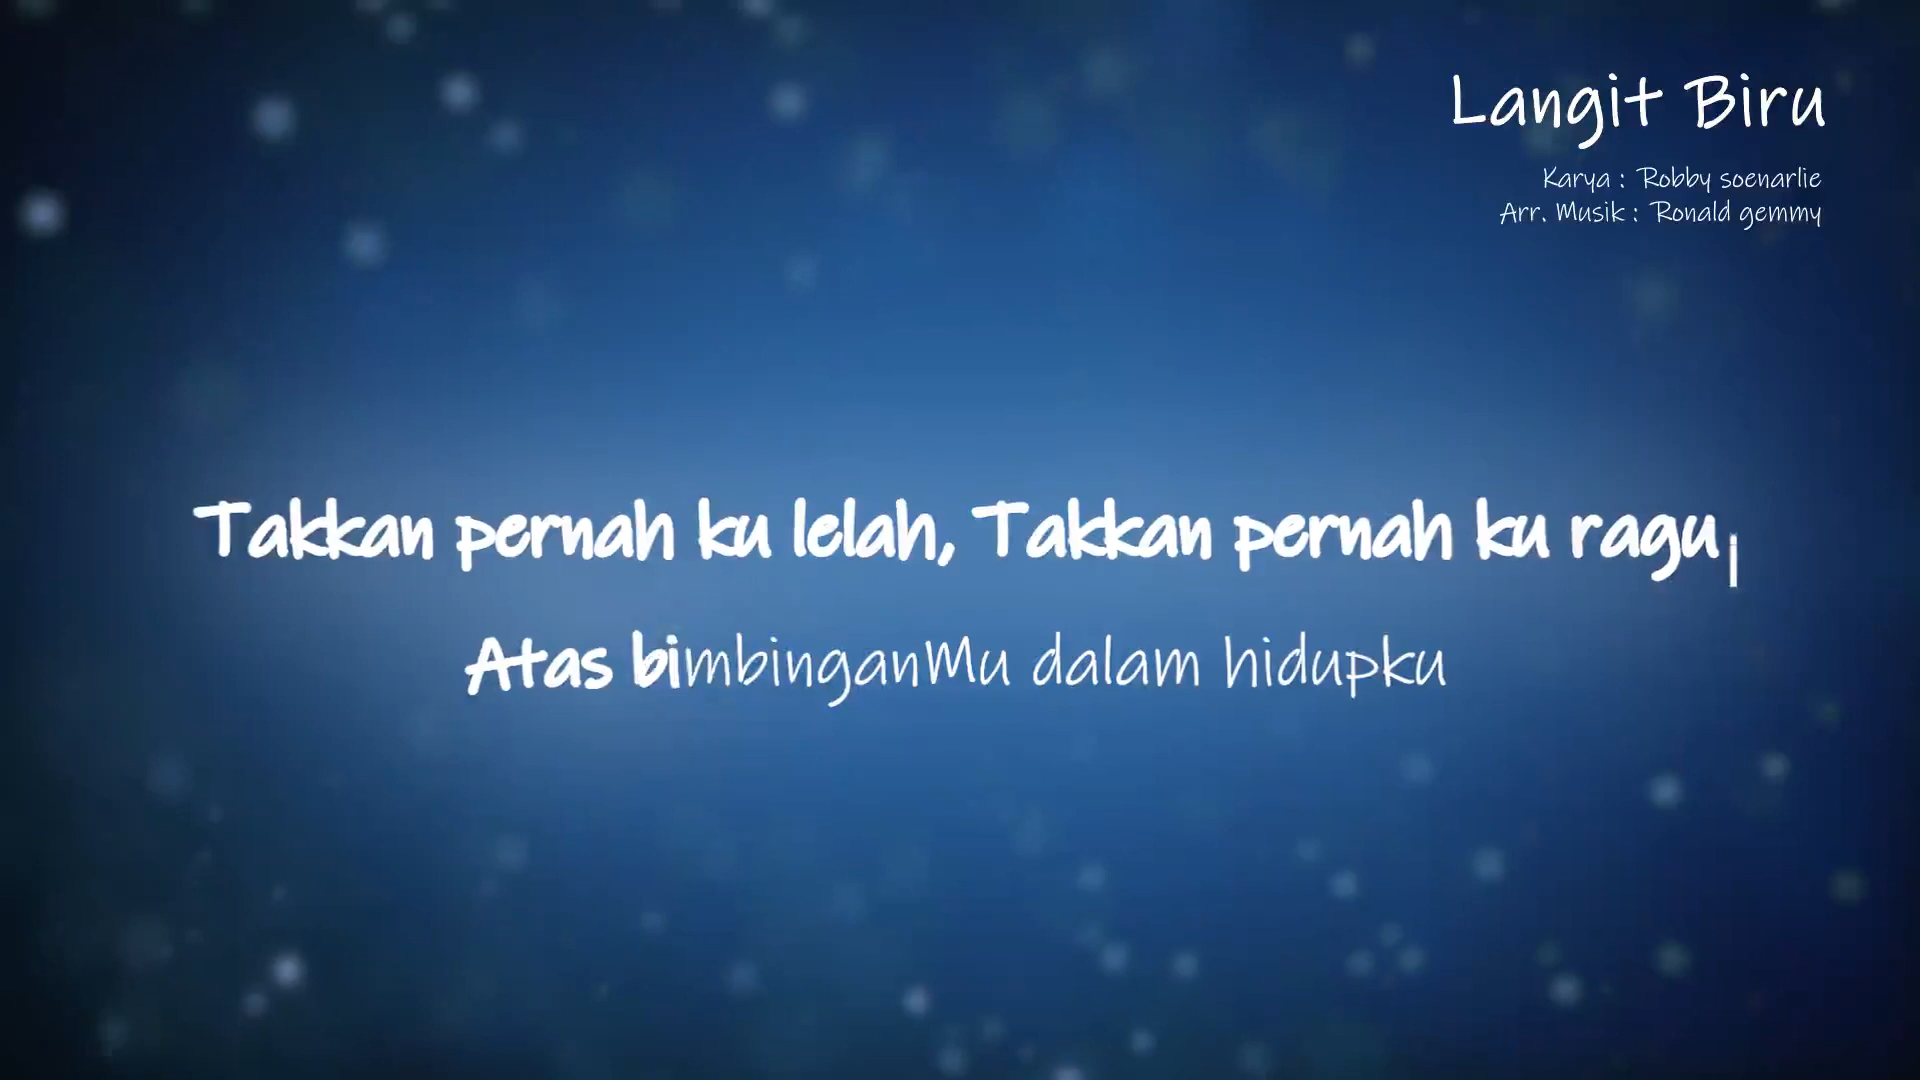 Langit Biru
Karya : Robby soenarlie
Arr. Musik : Ronald gemmy
Takkan pernah ku lelah, Takkan pernah ku ragu
Atas bimbinganMu dalam hidupku